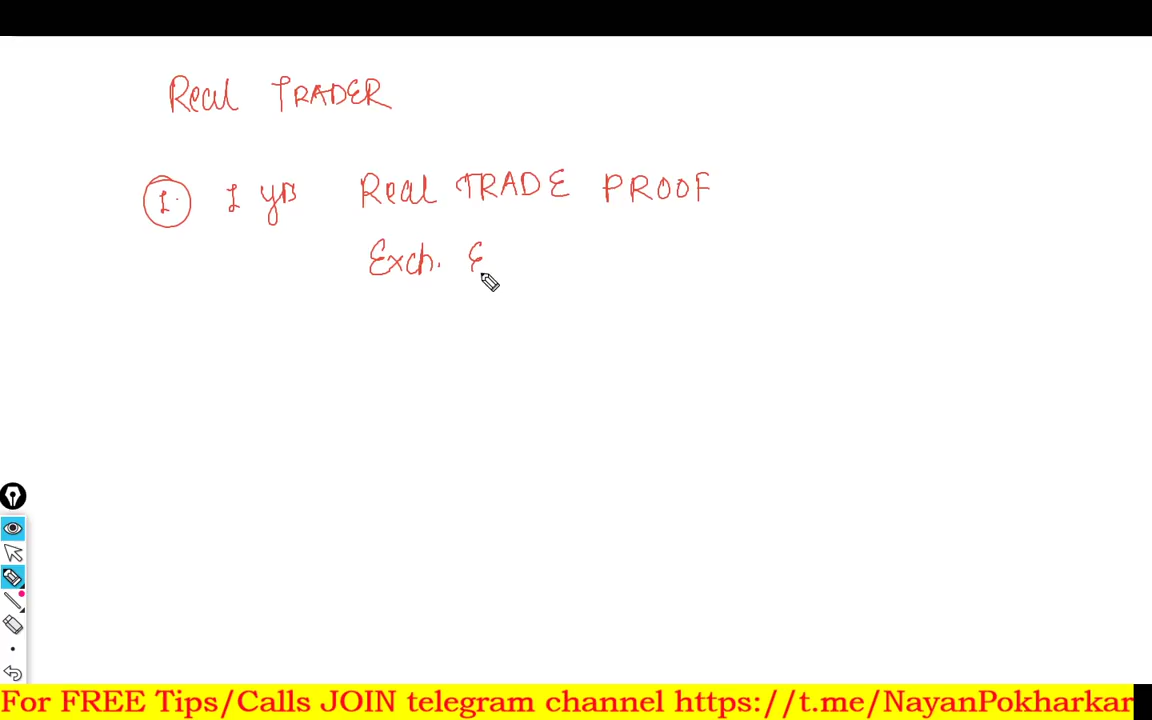 Real TRADER
1. 1 yrs Real TRADE PROOF
Exch. E
For FREE Tips/Calls JOIN telegram channel https://t.me/NayanPokharkar